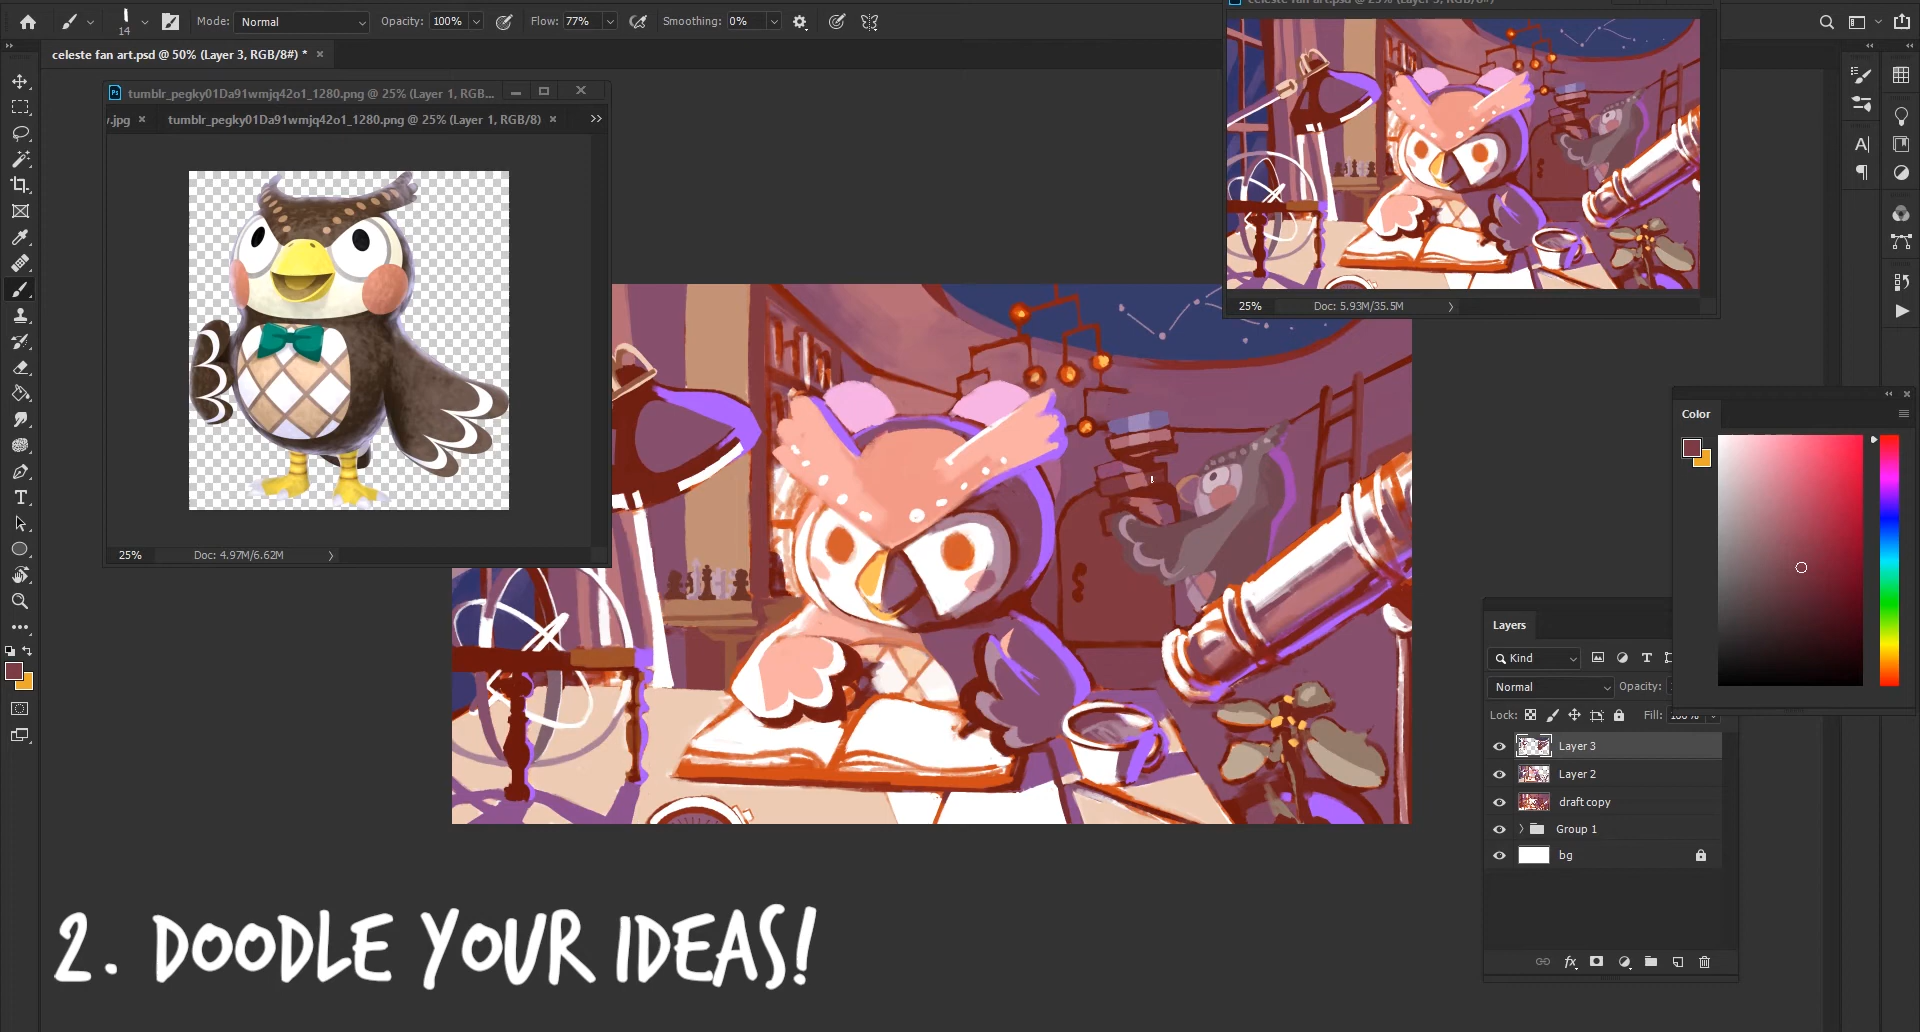 Mode:
Normal
Opacity:
100%
Flow:
77%
Smoothing:
0%
14
celeste fan art.psd @ 50% (Layer 3, RGB/8#) *
tumblr_pegky01Da91wmjq42o1_1280.png @ 25% (Layer 1, RGB...
.jpg
tumblr_pegky01Da91wmjq42o1_1280.png @ 25% (Layer 1, RGB/8)
25%
Doc: 4.97M/6.62M
25%
Doc: 5.93M/35.5M
Color
Layers
Kind
Normal
Opacity:
Lock:
Fill:
Layer 3
Layer 2
draft copy
Group 1
bg
2. DOODLE YOUR IDEAS!